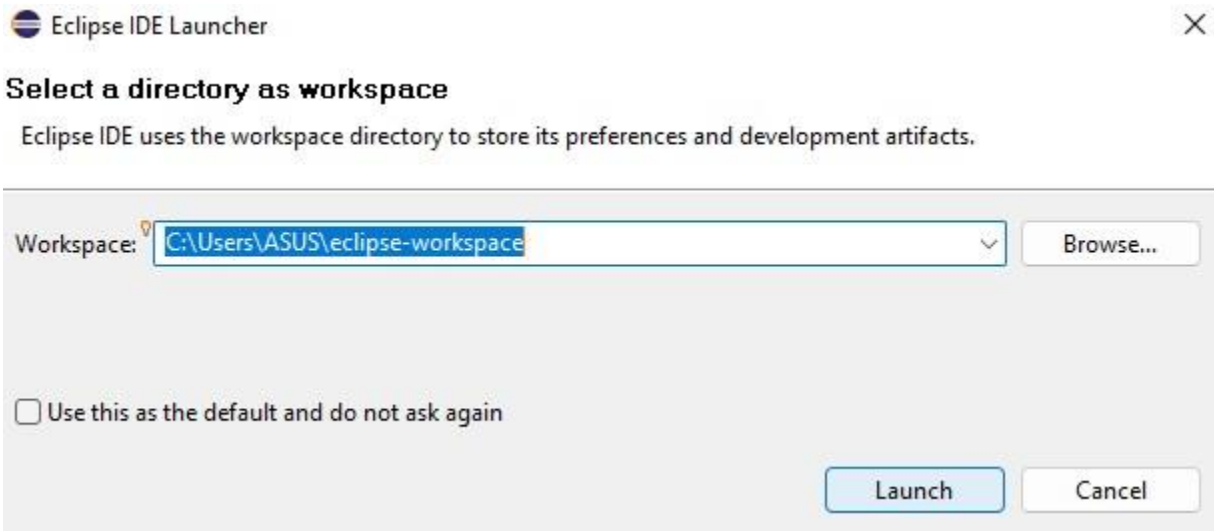 Eclipse IDE Launcher
Select a directory as workspace
Eclipse IDE uses the workspace directory to store its preferences and development artifacts.
Workspace: C:\Users\ASUS\eclipse-workspace Browse...
Use this as the default and do not ask again
Launch Cancel